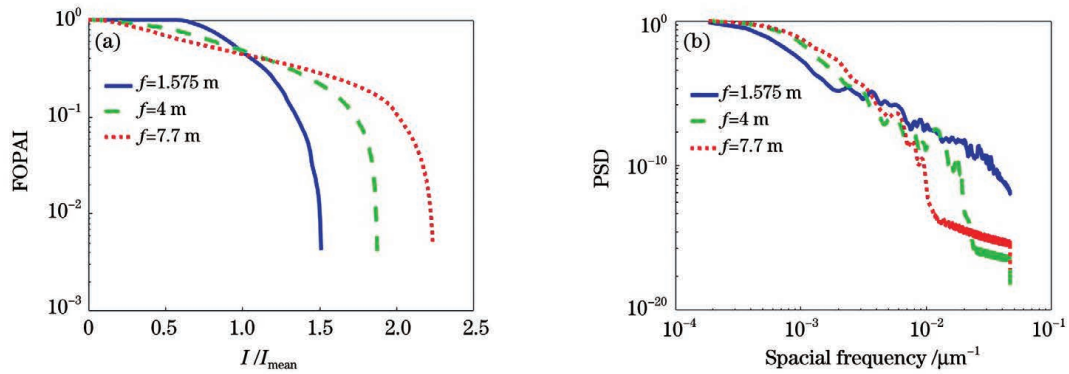 (a)
FOPAI
10^0
10^-1
10^-2
10^-3
f=1.575 m
f=4 m
f=7.7 m
0
0.5
1.0
1.5
2.0
2.5
I/I_mean
(b)
PSD
10^0
10^-10
10^-20
f=1.575 m
f=4 m
f=7.7 m
10^-4
10^-3
10^-2
10^-1
Spacial frequency /μm^-1